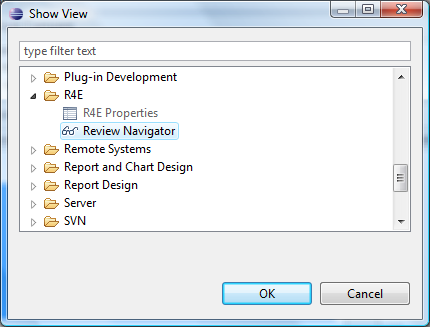 Show View
type filter text
Plug-in Development
R4E
R4E Properties
Review Navigator
Remote Systems
Report and Chart Design
Report Design
Server
SVN
OK
Cancel